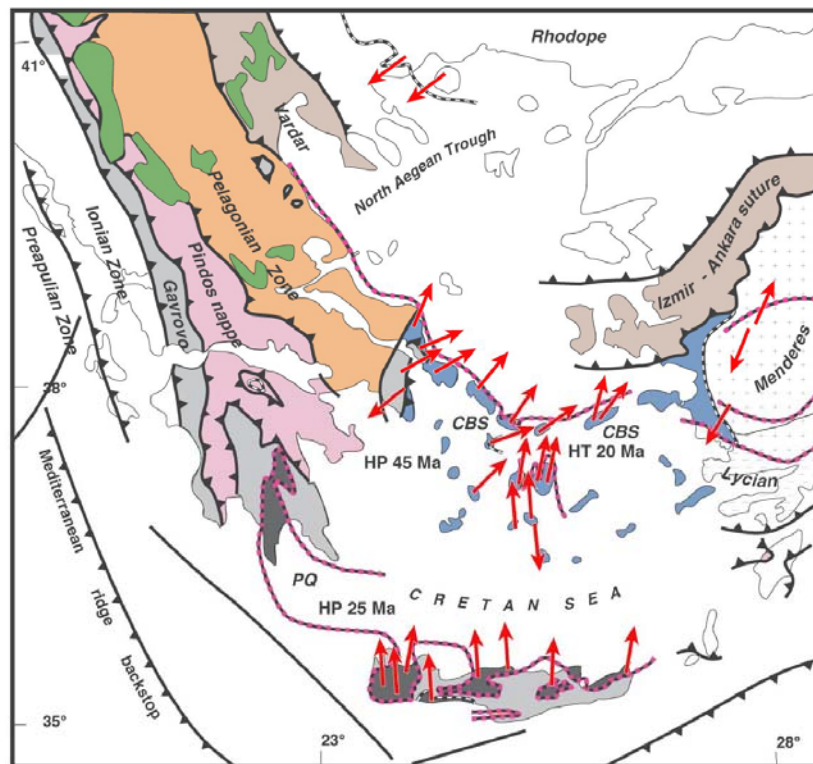 41°
Rhodope
Vardar
North Aegean Trough
Pelagonian
Zone
Preapulian Zone
Ionian Zone
Gavrovo
Pindos nappe
Izmir - Ankara suture
Menderes
38°
CBS
CBS
HP 45 Ma
HT 20 Ma
Lycian
Mediterranean
ridge
backstop
PQ
HP 25 Ma
CRETAN SEA
35°
23°
28°